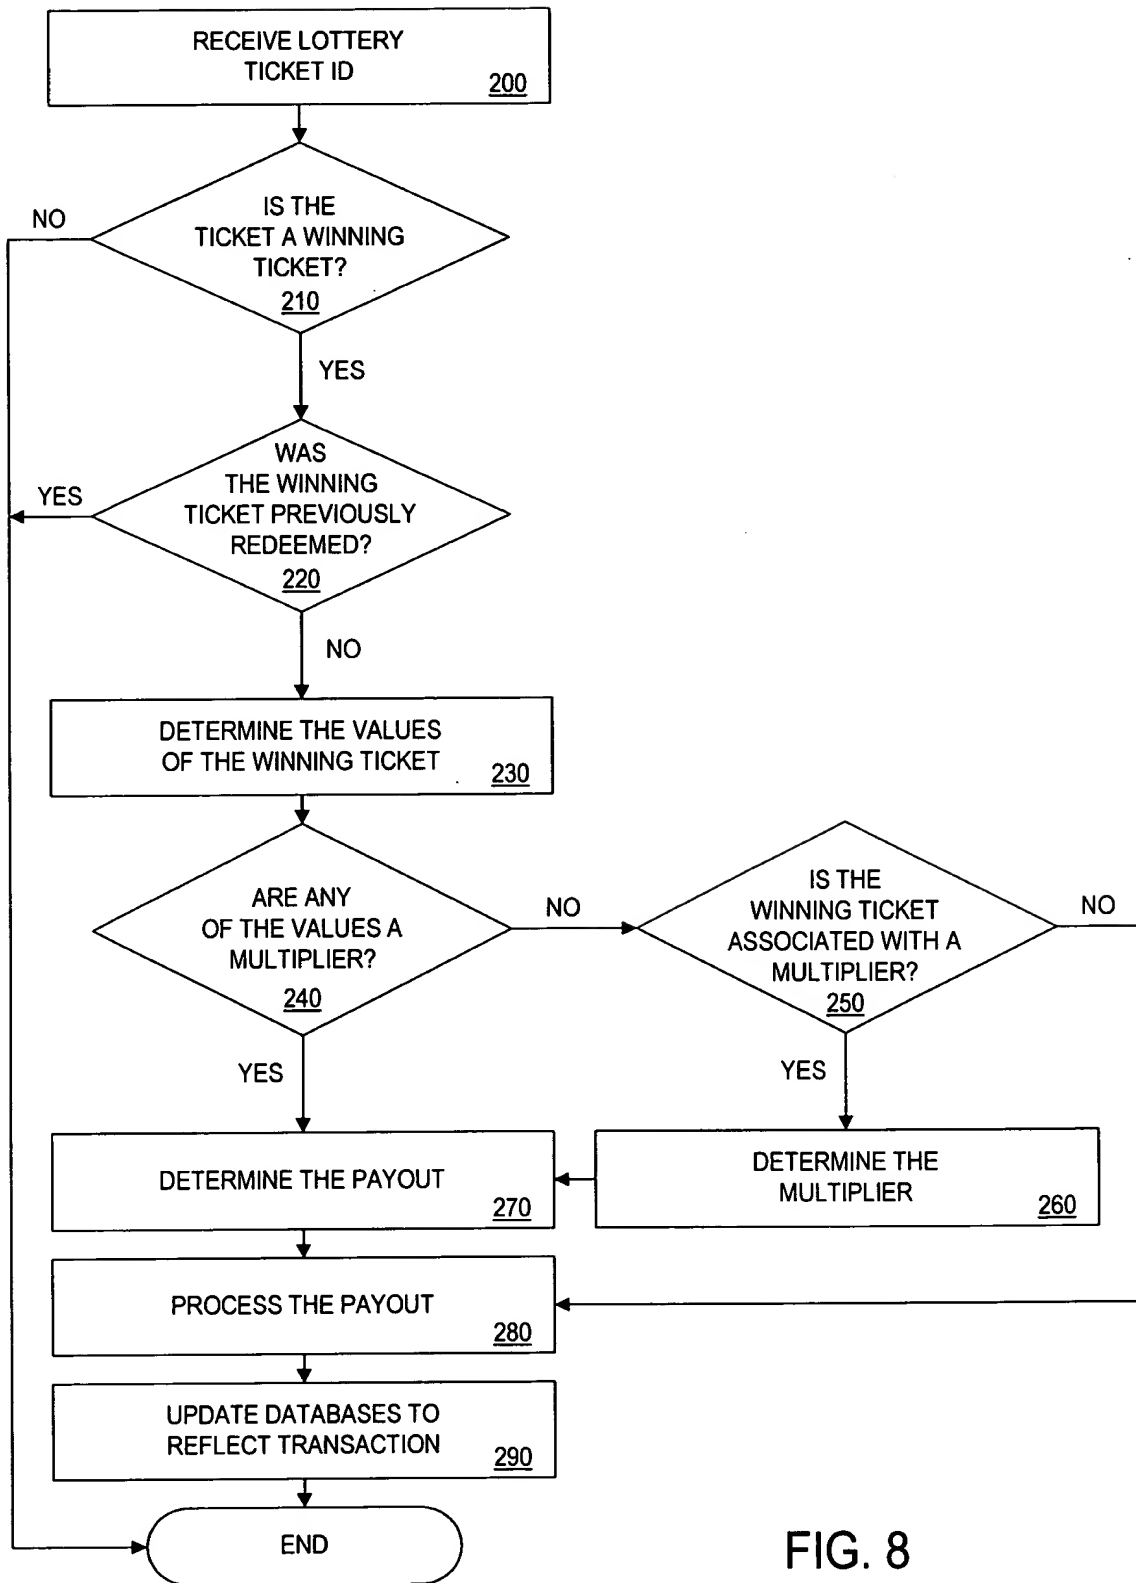 RECEIVE LOTTERY
TICKET ID
200
IS THE
TICKET A WINNING
TICKET?
210
NO
YES
WAS
THE WINNING
TICKET PREVIOUSLY
REDEEMED?
220
YES
NO
DETERMINE THE VALUES
OF THE WINNING TICKET
230
ARE ANY
OF THE VALUES A
MULTIPLIER?
240
NO
YES
IS THE
WINNING TICKET
ASSOCIATED WITH A
MULTIPLIER?
250
NO
YES
DETERMINE THE PAYOUT
270
DETERMINE THE
MULTIPLIER
260
PROCESS THE PAYOUT
280
UPDATE DATABASES TO
REFLECT TRANSACTION
290
END
FIG. 8